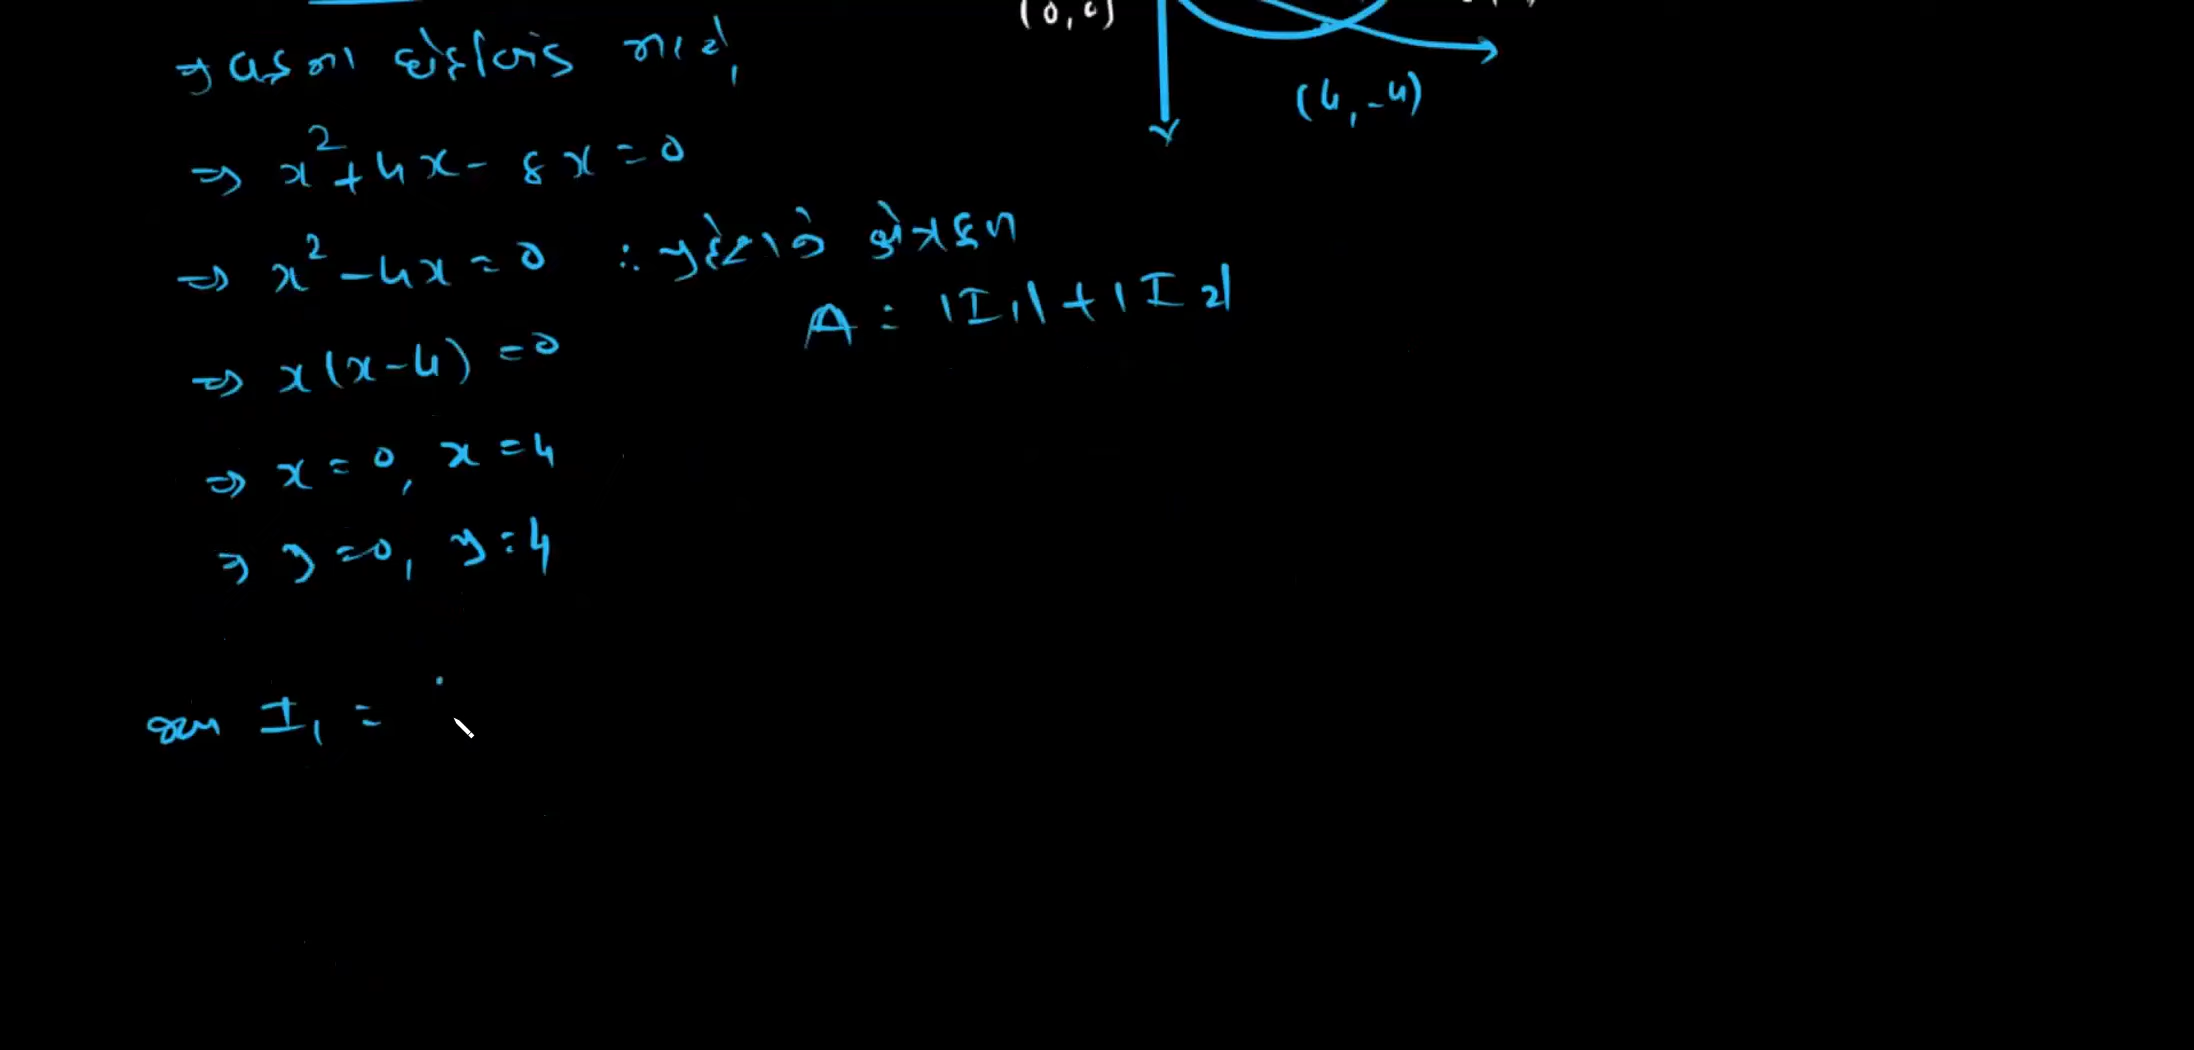 (0,0)
⇒ વક્રના છેદબિંદુ માટે,
(4,-4)
⇒ x²+4x-8x=0
⇒ x²-4x=0 ∴ પ્રદેશનું ક્ષેત્રફળ
A = |I₁|+|I₂|
⇒ x(x-4)=0
⇒ x=0, x=4
⇒ y=0, y=4
I₁ =